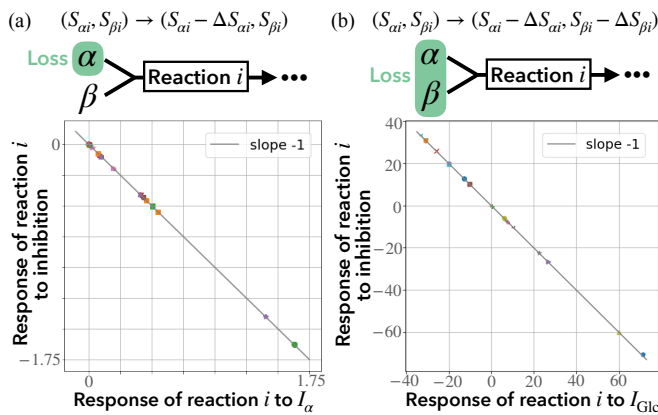 (a) (S_{αi}, S_{βi}) → (S_{αi} − ΔS_{αi}, S_{βi})
Loss α
β
Reaction i
•••
slope -1
0
−1.75
Response of reaction i
to inhibition
0
1.75
Response of reaction i to I_α
(b) (S_{αi}, S_{βi}) → (S_{αi} − ΔS_{αi}, S_{βi} − ΔS_{βi})
Loss
α
β
Reaction i
•••
slope -1
40
20
0
−20
−40
−60
Response of reaction i
to inhibition
−40
−20
0
20
40
60
Response of reaction i to I_{Glc}